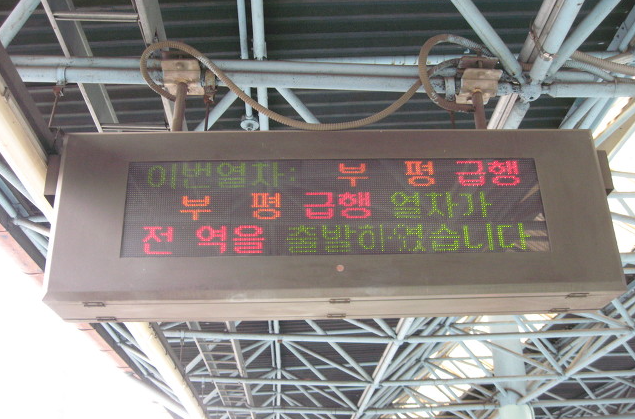 이번열차: 부 평 급행
부 평 급행 열차가
전 역을 출발하였습니다